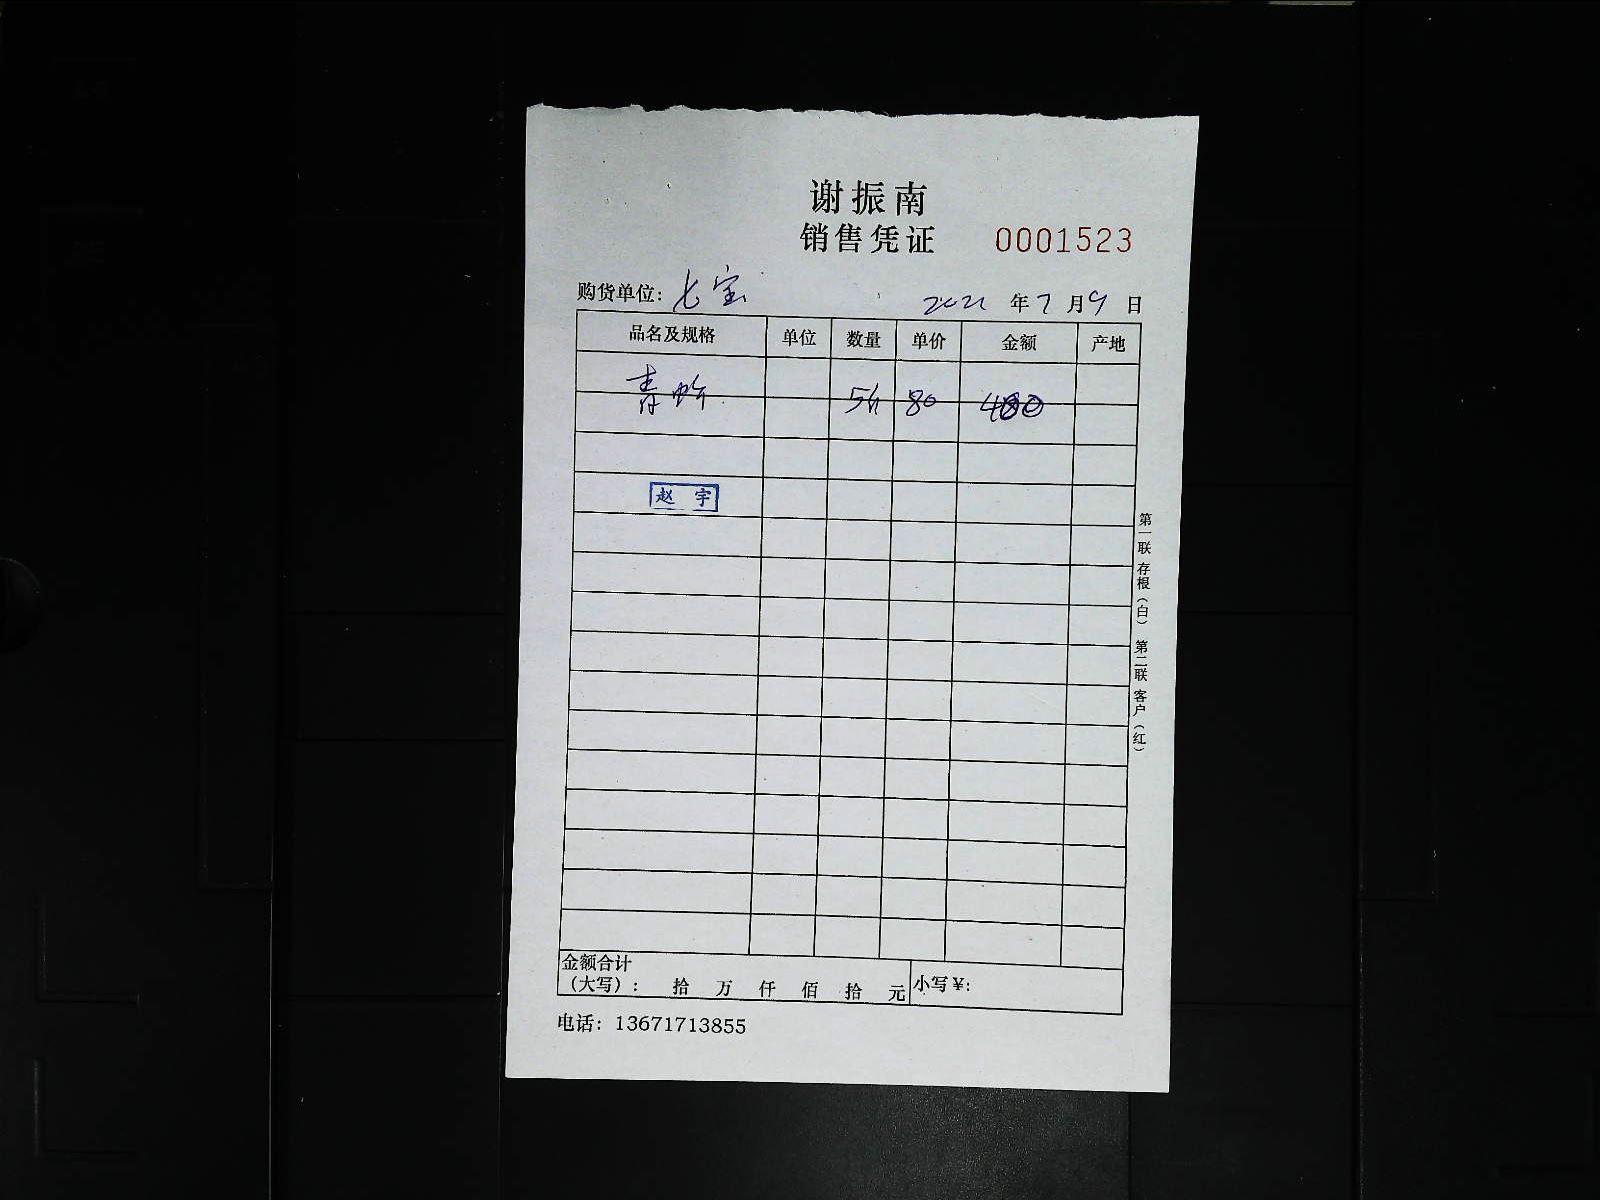 谢振南
销售凭证 0001523
购货单位: 七宝 2021 年 7 月 9 日
品名及规格 单位 数量 单价 金额 产地
青虾 5斤 80 400
赵 宇
第一联 存根（白） 第二联 客户（红）
金额合计
（大写）: 拾 万 仟 佰 拾 元 小写¥:
电话: 13671713855